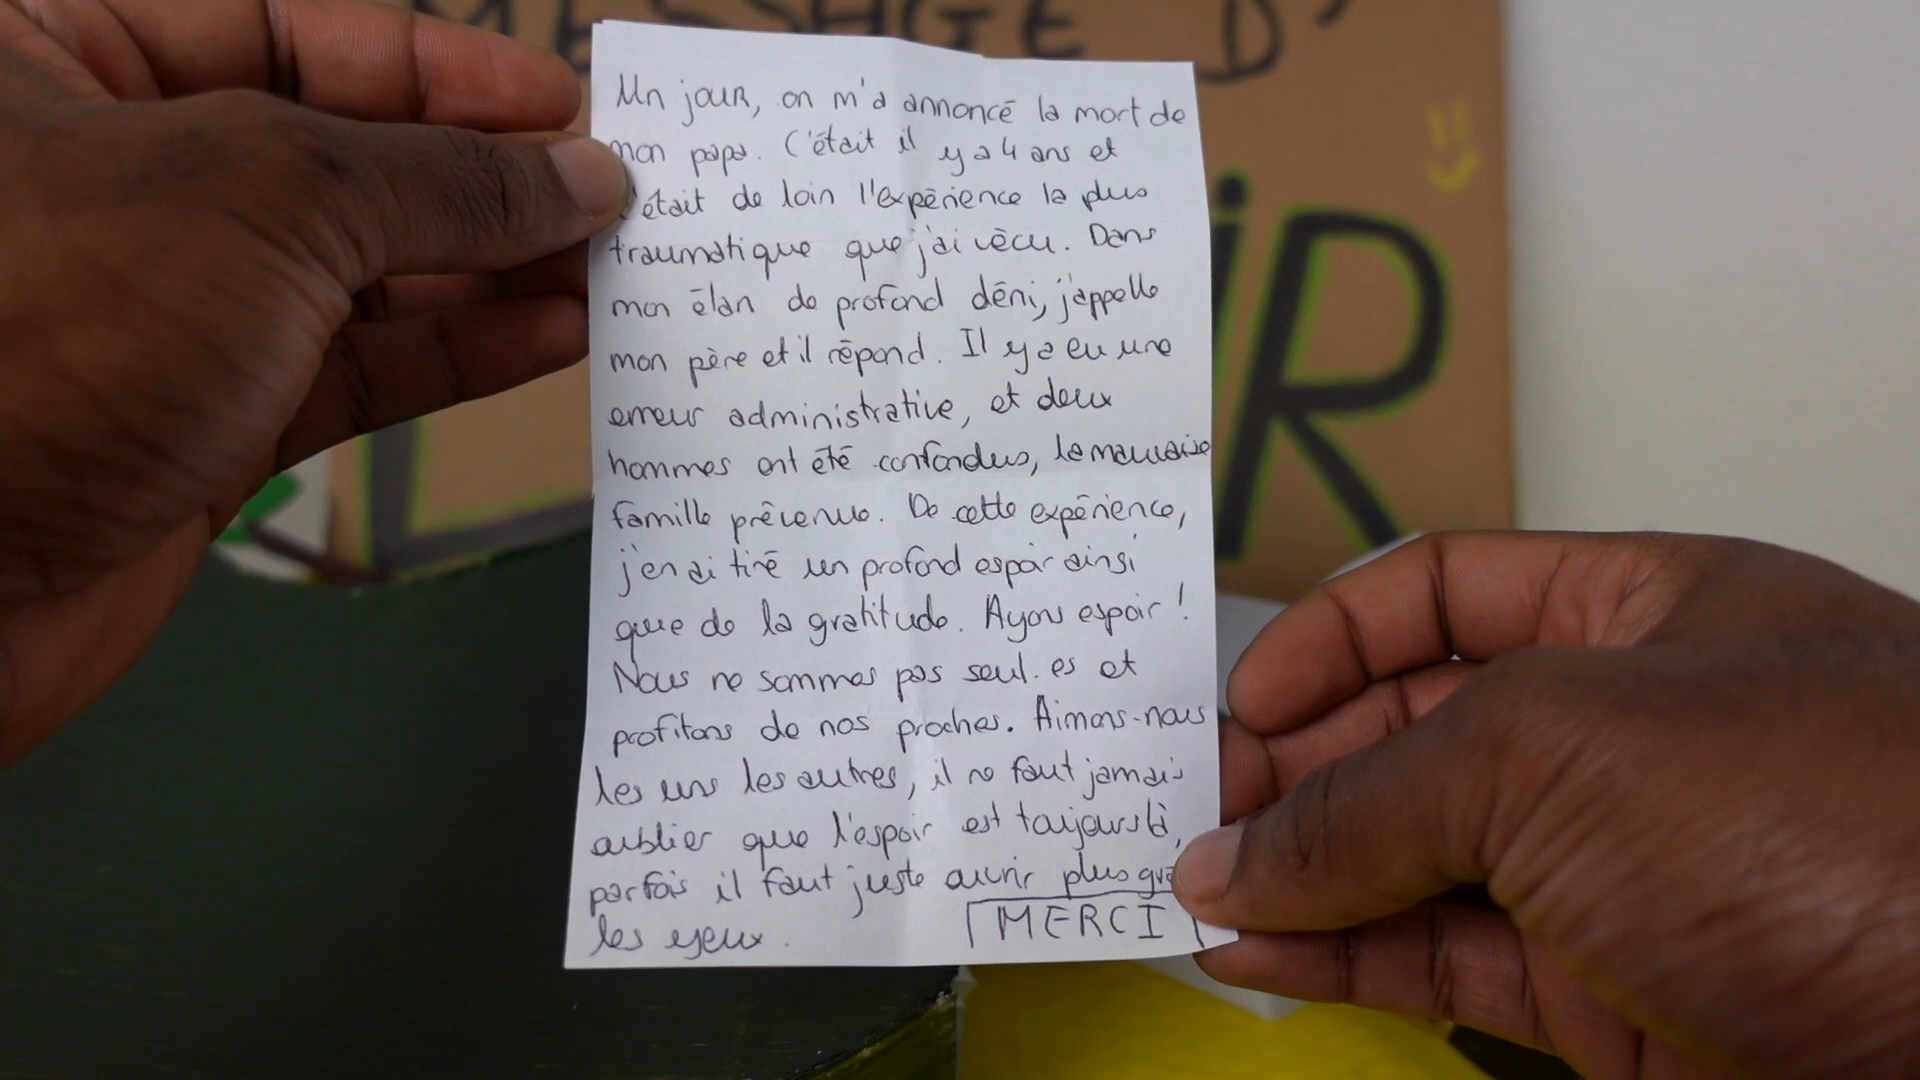 MESSAGE D'
IR
Un jour, on m'a annoncé la mort de
mon papa. C'était il y a 4 ans et
c'était de loin l'expérience la plus
traumatique que j'ai vécu. Dans
mon élan de profond déni, j'appelle
mon père et il répond. Il y a eu une
erreur administrative, et deux
hommes ont été confondus, la mauvaise
famille prévenue. De cette expérience,
j'en ai tiré un profond espoir ainsi
que de la gratitude. Ayons espoir !
Nous ne sommes pas seul.es et
profitons de nos proches. Aimons-nous
les uns les autres, il ne faut jamais
oublier que l'espoir est toujours là,
parfois il faut juste ouvrir plus gra
les yeux.
MERCI